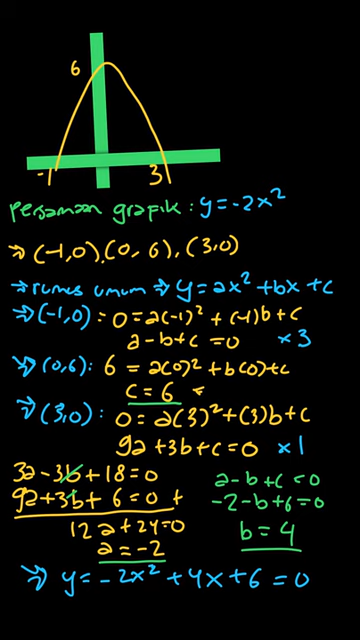 6
-1 3
Persamaan grafik : y = -2x²
⇒ (-1,0), (0, 6), (3,0)
⇒ rumus umum ⇒ y = ax² + bx + c
⇒ (-1,0) : 0 = a(-1)² + (-1)b + c
a - b + c = 0 ×3
⇒ (0,6) : 6 = a(0)² + b(0) + c
c = 6
⇒ (3,0) : 0 = a(3)² + (3)b + c
9a + 3b + c = 0 ×1
3a - 3b + 18 = 0
9a + 3b + 6 = 0 +
12a + 24 = 0
a = -2
a - b + c = 0
-2 - b + 6 = 0
b = 4
⇒ y = -2x² + 4x + 6 = 0